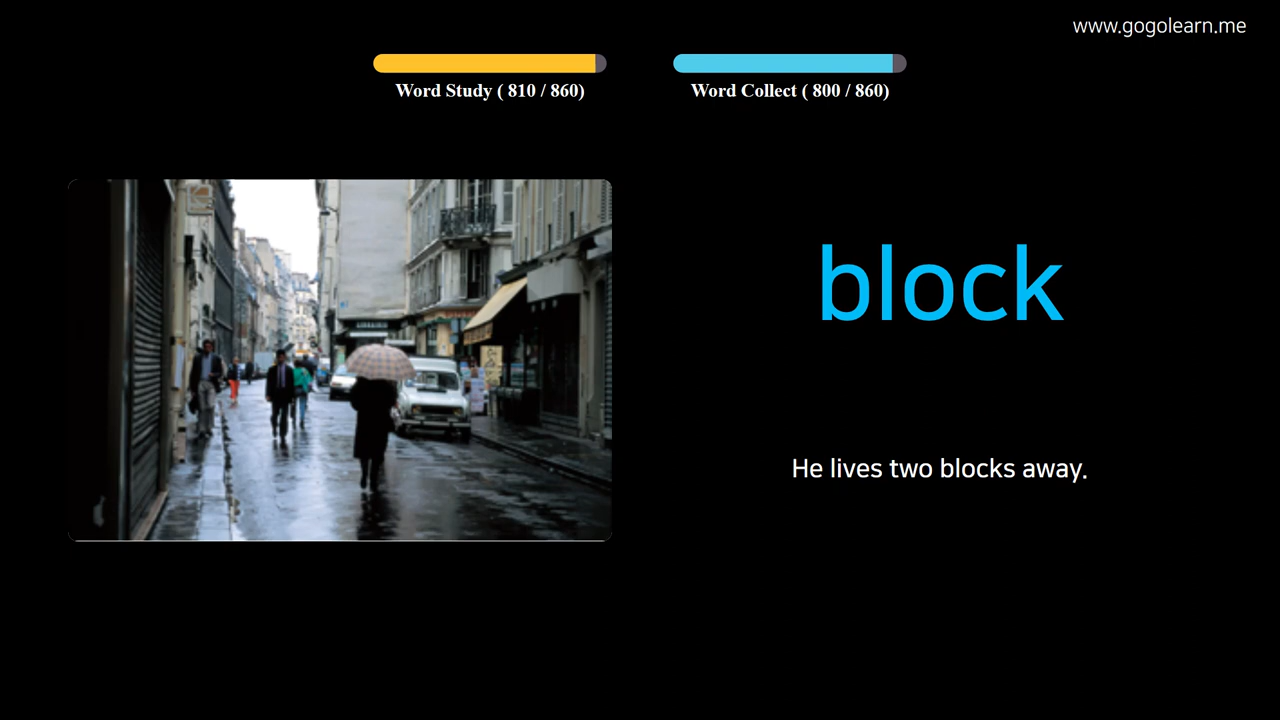 www.gogolearn.me
Word Study ( 810 / 860)
Word Collect ( 800 / 860)
block
He lives two blocks away.